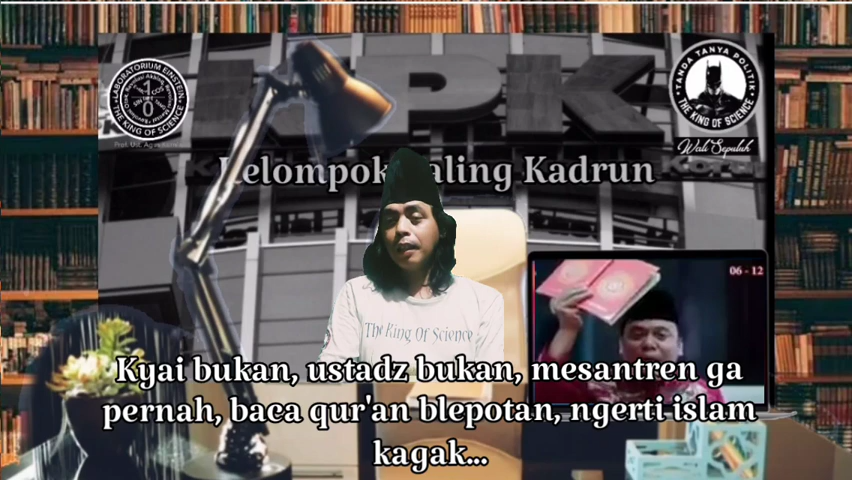 KPK
LABORATORIUM EINSTEIN
THE KING OF SCIENCE
TANDA TANYA POLITIK
THE KING OF SCIENCE
Wali Sepuluh
Kelompok Paling Kadrun
06 - 12
The King Of Science
Kyai bukan, ustadz bukan, mesantren ga
pernah, baca qur'an blepotan, ngerti islam
kagak...